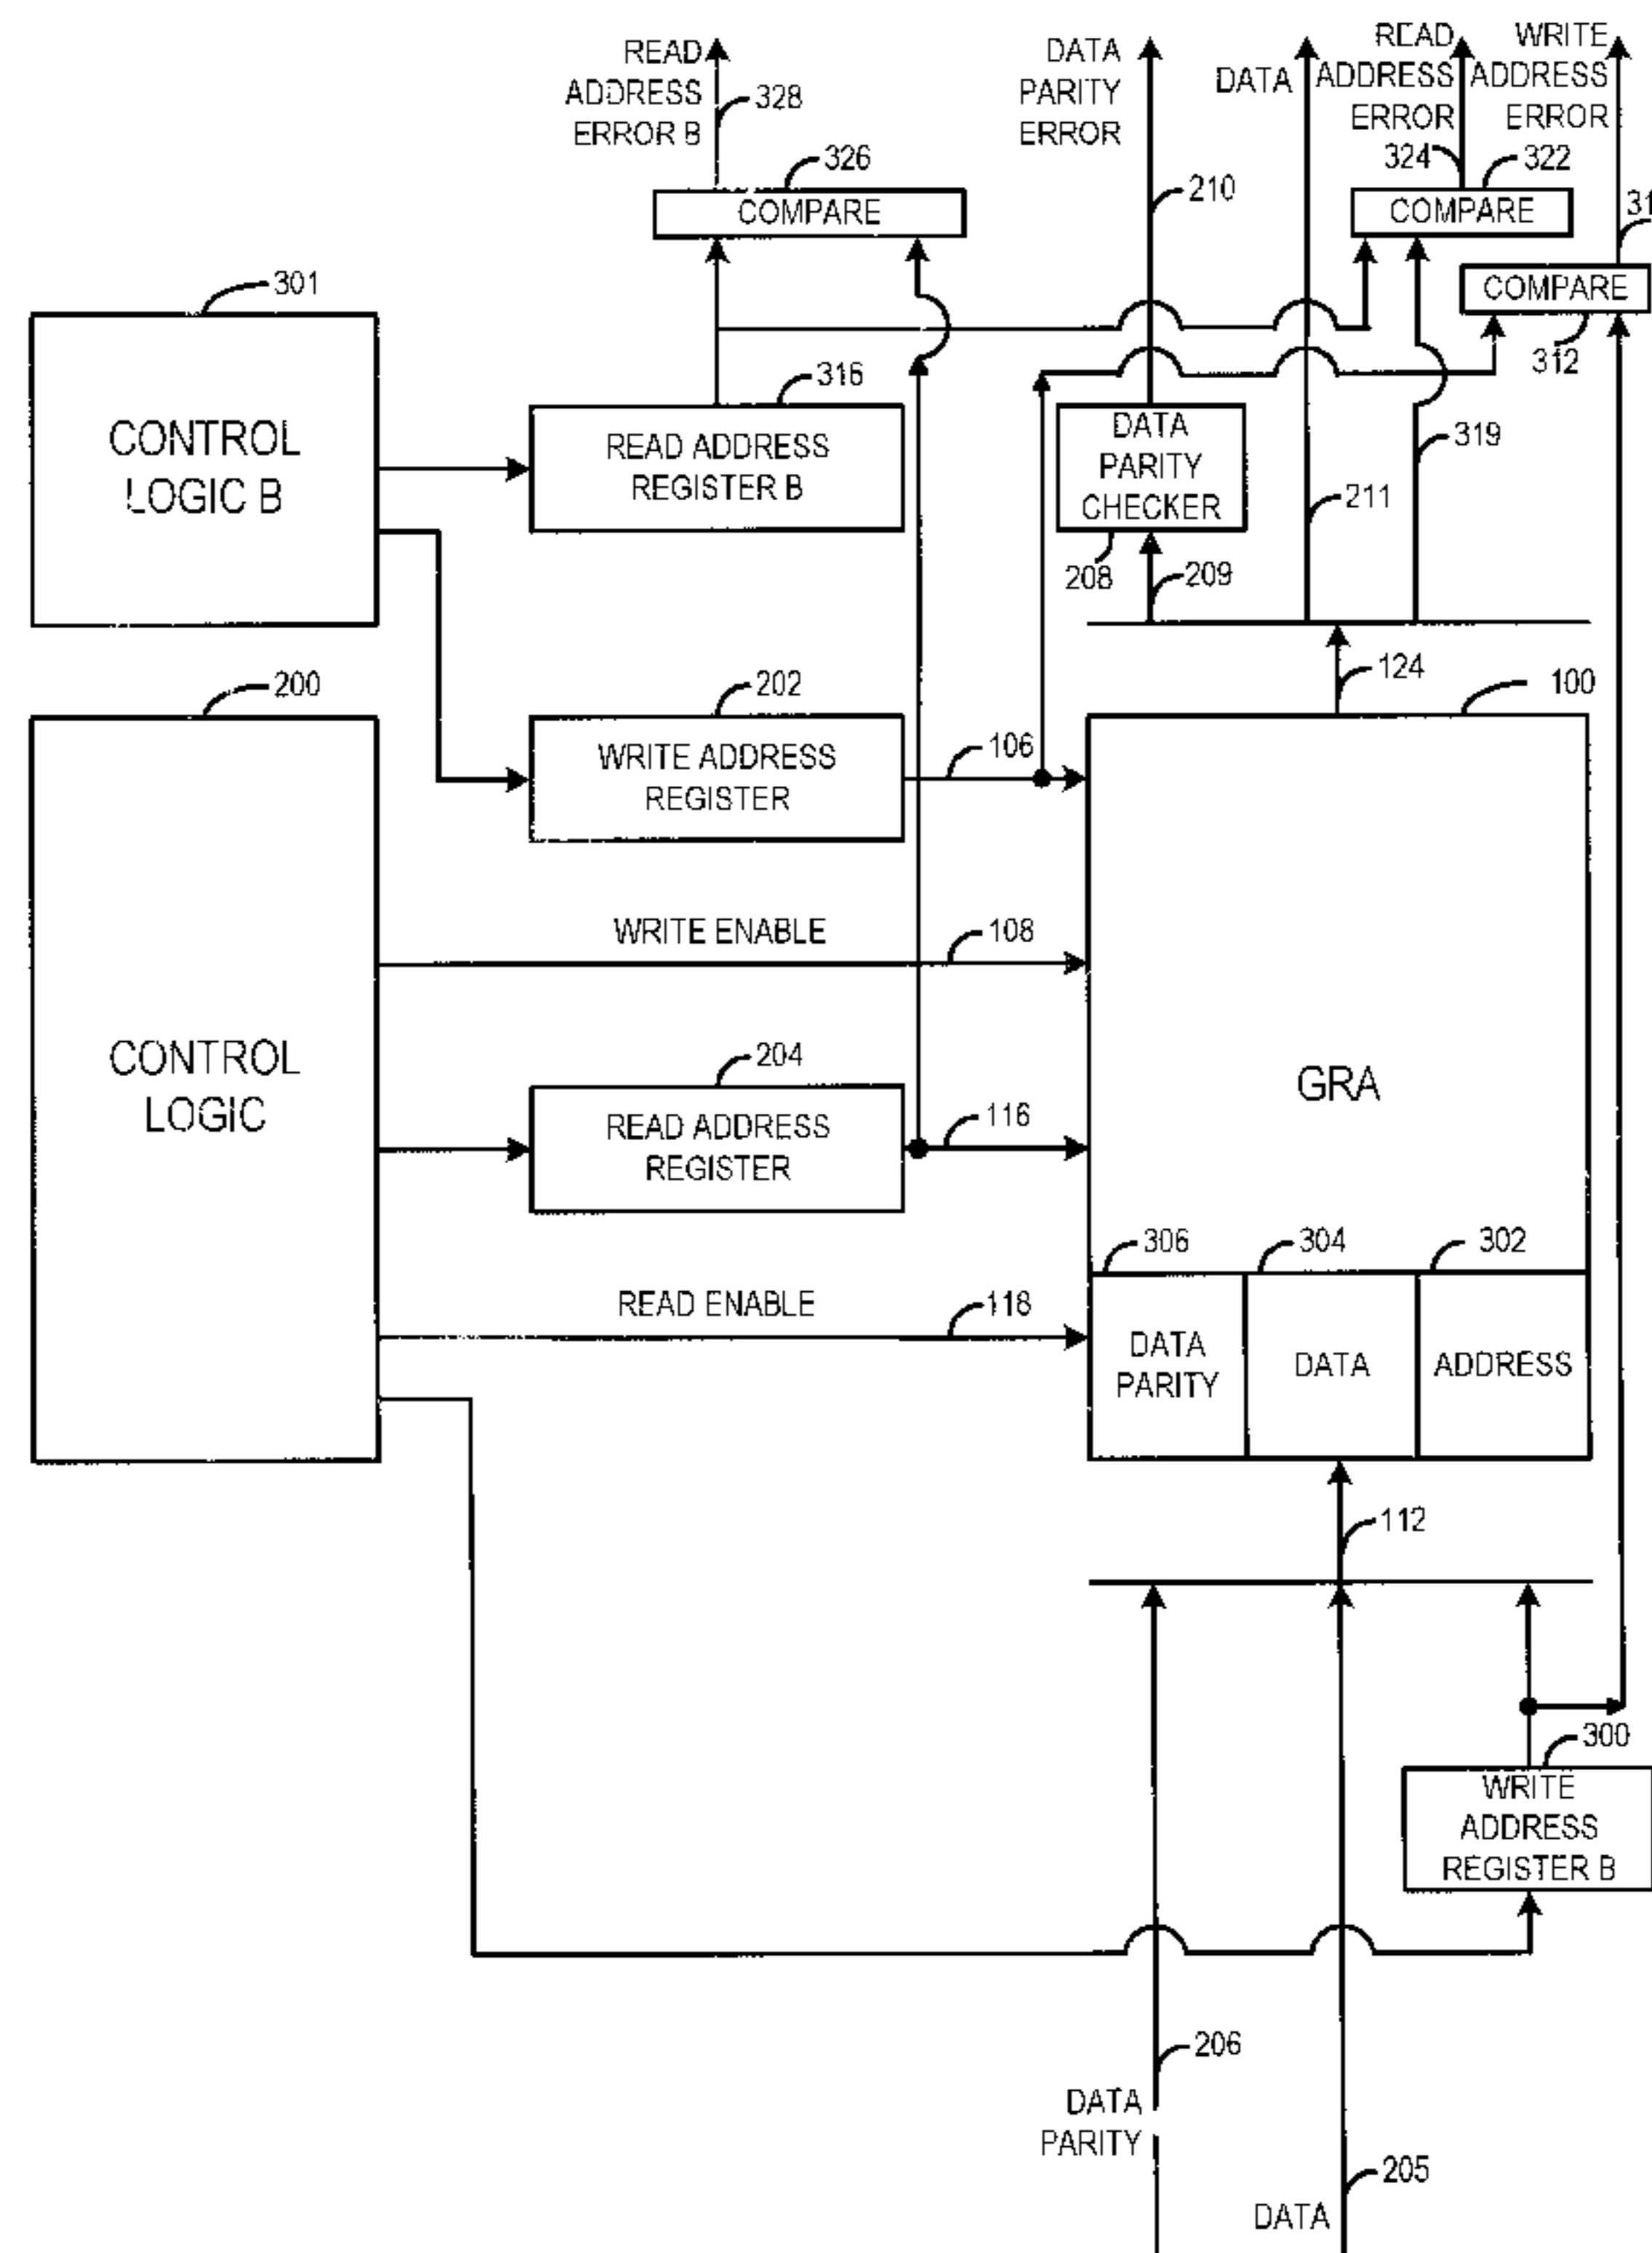 READ
ADDRESS
ERROR B
328
DATA
PARITY
ERROR
DATA
READ
ADDRESS
ERROR
WRITE
ADDRESS
ERROR
326
COMPARE
210
324
322
COMPARE
COMPARE
312
301
CONTROL
LOGIC B
316
READ ADDRESS
REGISTER B
DATA
PARITY
CHECKER
208
209
211
319
124
100
200
CONTROL
LOGIC
202
WRITE ADDRESS
REGISTER
106
WRITE ENABLE
108
204
READ ADDRESS
REGISTER
116
GRA
READ ENABLE
118
306
304
302
DATA
PARITY
DATA
ADDRESS
112
300
WRITE
ADDRESS
REGISTER B
206
DATA
PARITY
205
DATA